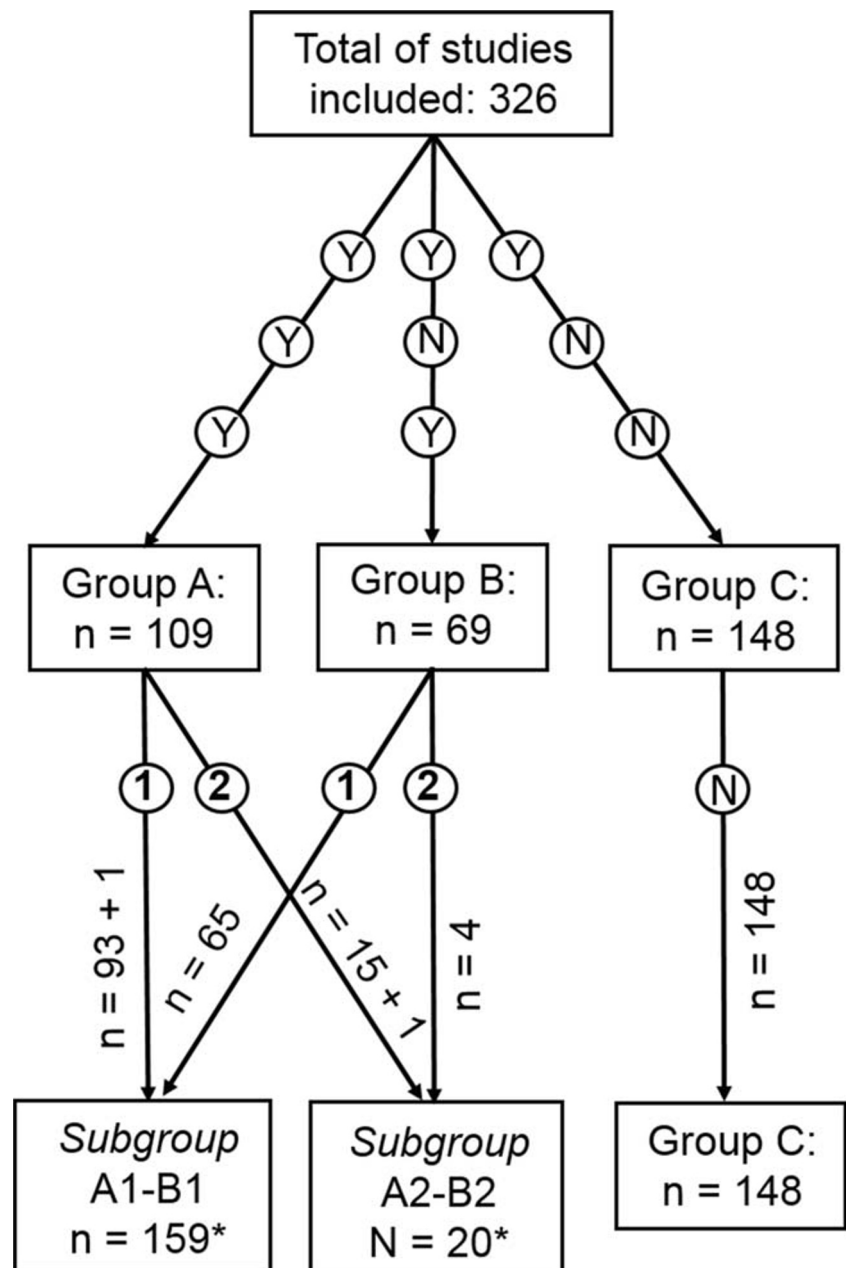 Total of studies
included: 326
Y
Y
Y
Y
N
N
Y
Y
N
Group A:
n = 109
Group B:
n = 69
Group C:
n = 148
1
2
1
2
N
n = 93 + 1
n = 65
n = 15 + 1
n = 4
n = 148
Subgroup
A1-B1
n = 159*
Subgroup
A2-B2
N = 20*
Group C:
n = 148